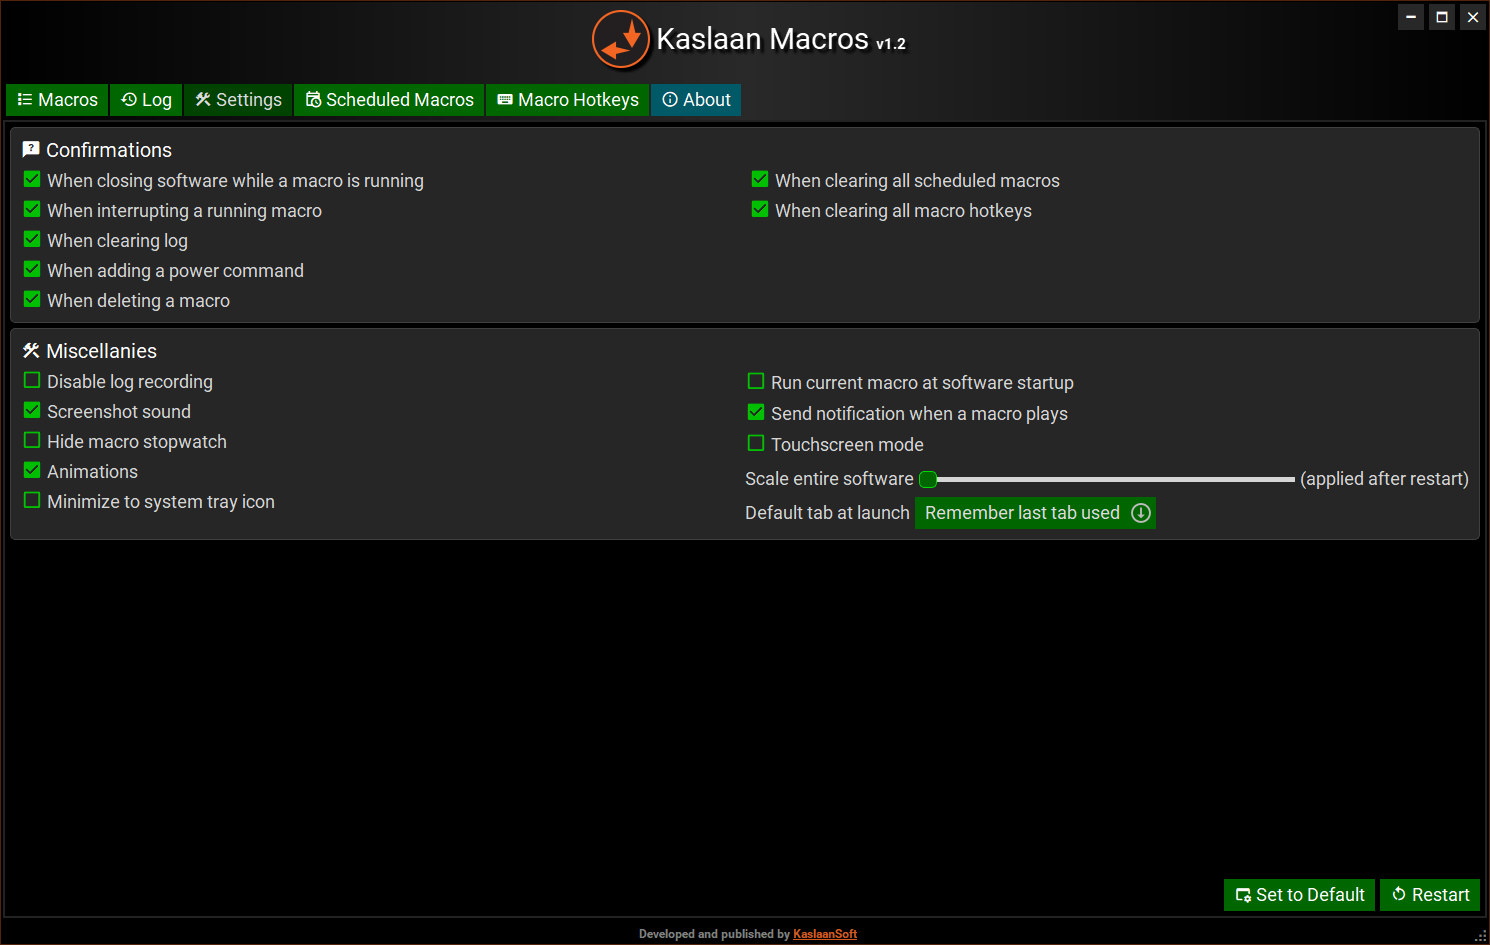 Kaslaan Macros v1.2
Macros Log Settings Scheduled Macros Macro Hotkeys About
Confirmations
When closing software while a macro is running
When interrupting a running macro
When clearing log
When adding a power command
When deleting a macro
When clearing all scheduled macros
When clearing all macro hotkeys
Miscellanies
Disable log recording
Screenshot sound
Hide macro stopwatch
Animations
Minimize to system tray icon
Run current macro at software startup
Send notification when a macro plays
Touchscreen mode
Scale entire software (applied after restart)
Default tab at launch Remember last tab used
Set to Default Restart
Developed and published by KaslaanSoft